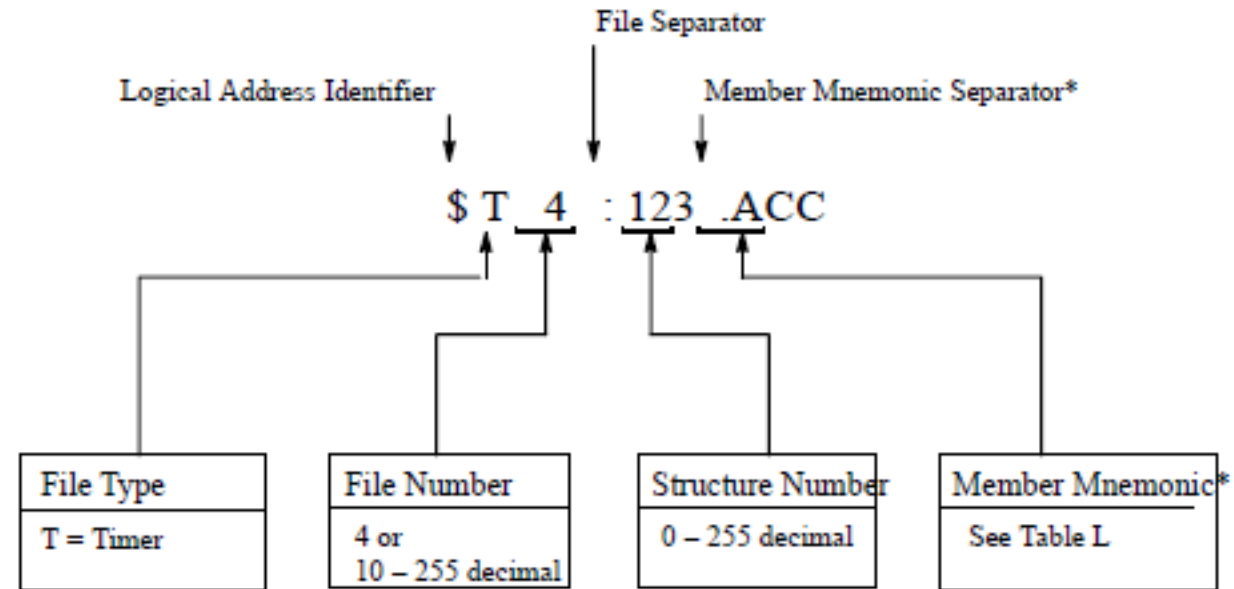 File Separator
Logical Address Identifier
Member Mnemonic Separator*
$ T 4 : 123 .ACC
File Type
T = Timer
File Number
4 or
10 – 255 decimal
Structure Number
0 – 255 decimal
Member Mnemonic*
See Table L